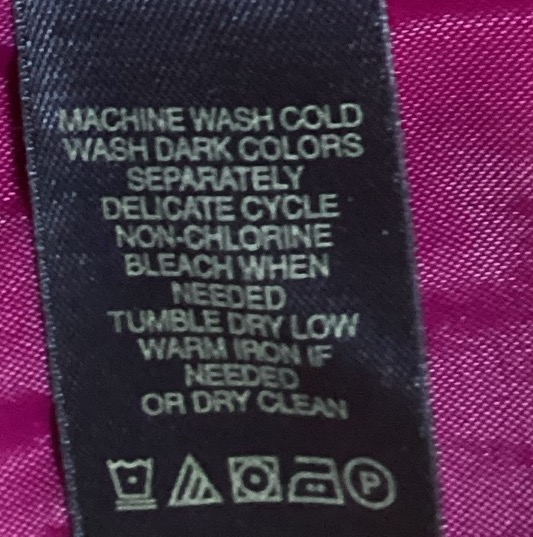 MACHINE WASH COLD
WASH DARK COLORS
SEPARATELY
DELICATE CYCLE
NON-CHLORINE
BLEACH WHEN
NEEDED
TUMBLE DRY LOW
WARM IRON IF
NEEDED
OR DRY CLEAN
P